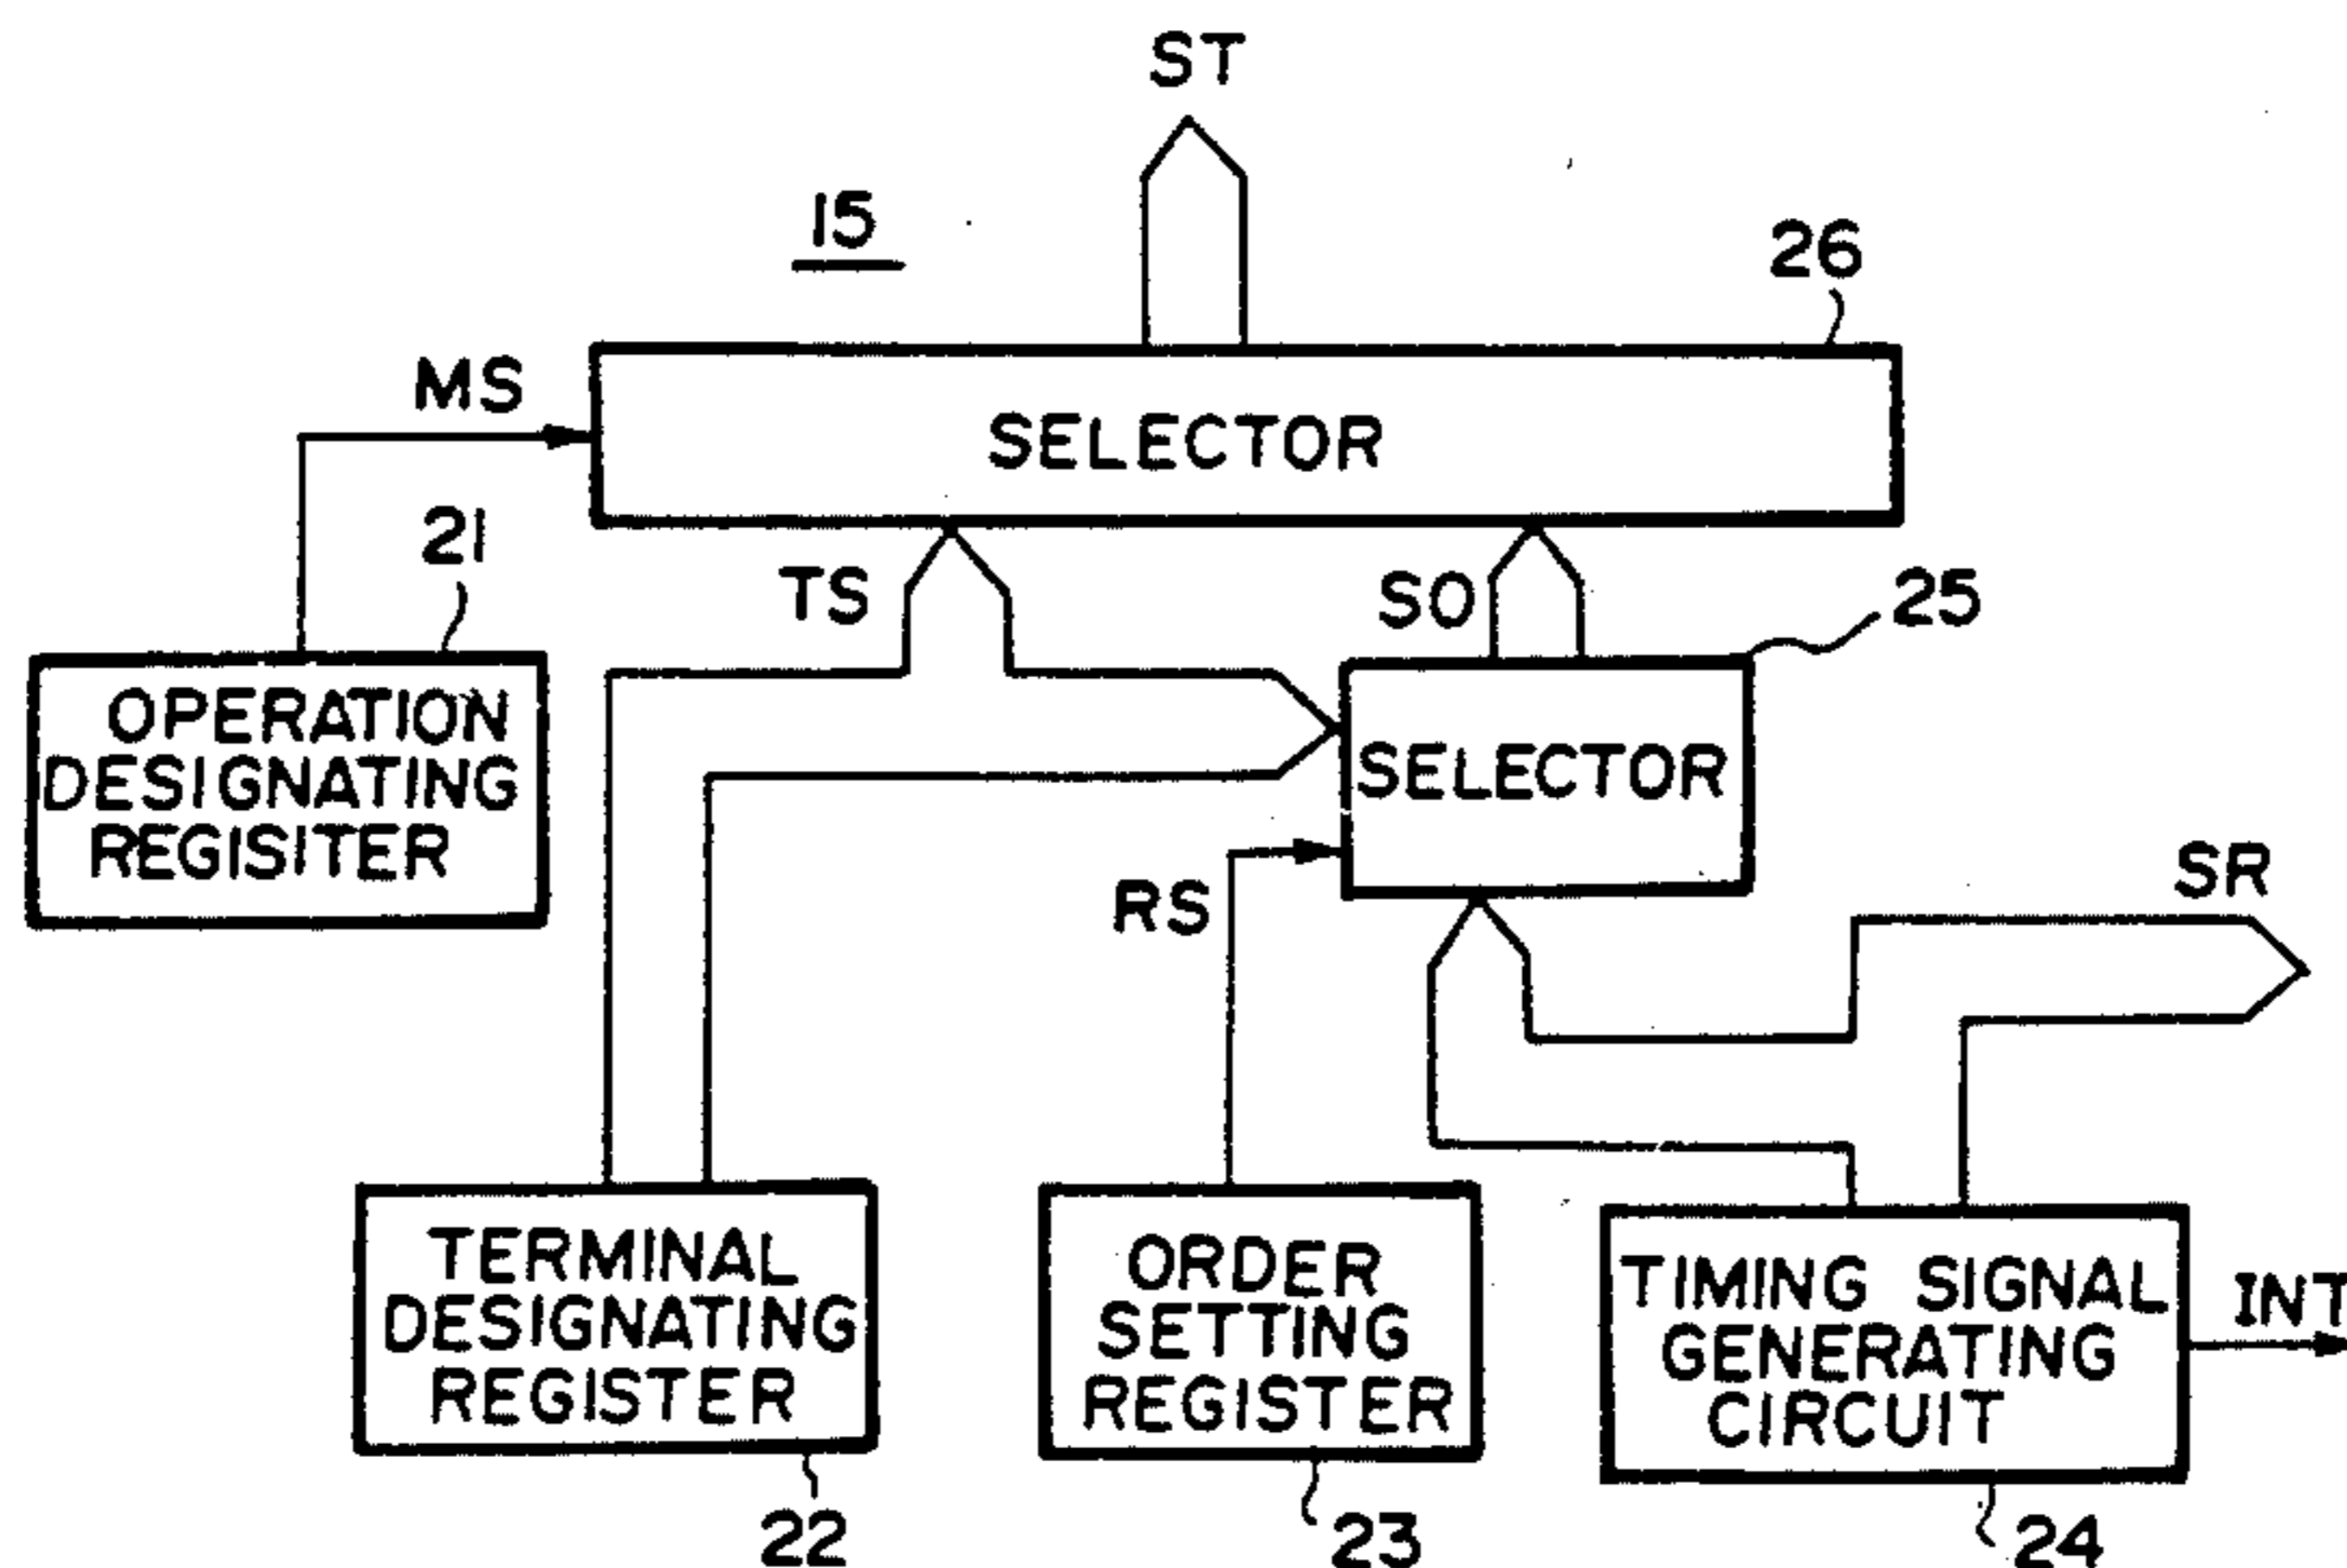 ST
15
26
MS
SELECTOR
21
TS
SO
25
OPERATION
DESIGNATING
REGISITER
SELECTOR
RS
SR
TERMINAL
DESIGNATING
REGISTER
ORDER
SETTING
REGISTER
TIMING SIGNAL
GENERATING
CIRCUIT
INT
22
23
24